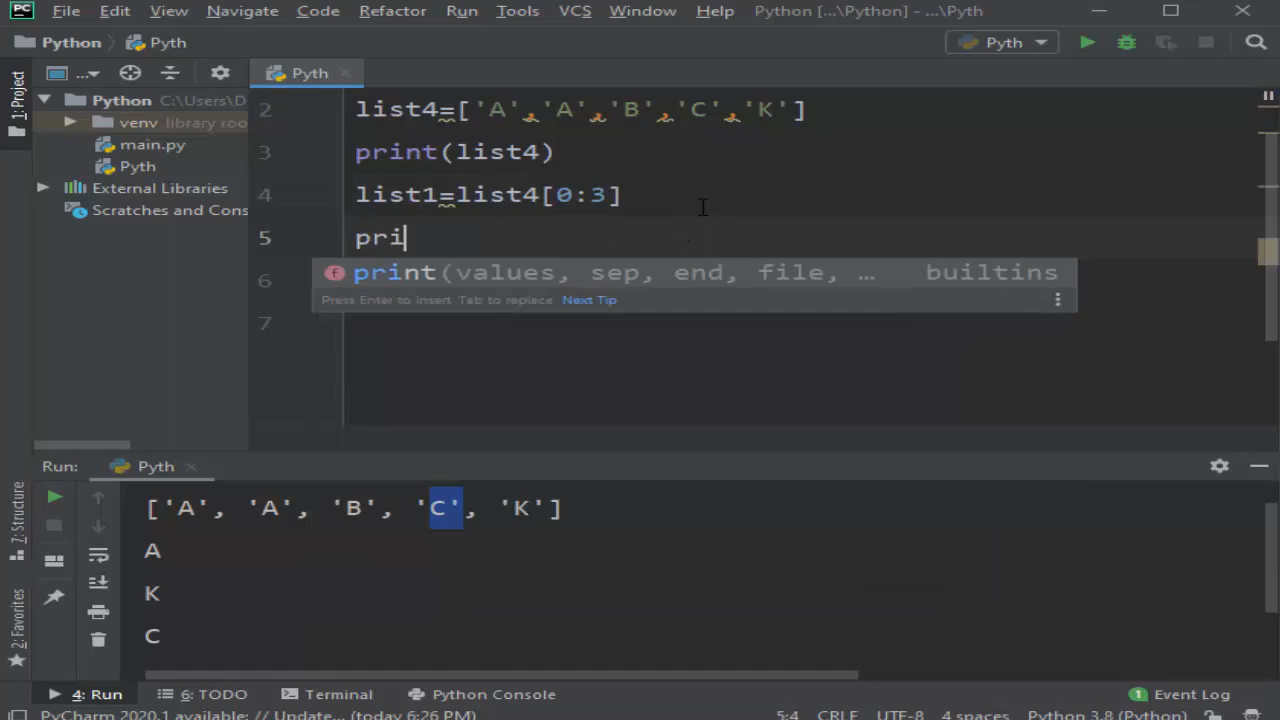 PC File Edit View Navigate Code Refactor Run Tools VCS Window Help Python [...\Python] - ...\Pyth
Python Pyth Pyth
1: Project ... Pyth
Python C:\Users\D
venv library roo
main.py
Pyth
External Libraries
Scratches and Cons
2 list4=['A','A','B','C','K']
3 print(list4)
4 list1=list4[0:3]
5 pri
print(values, sep, end, file, … builtins
6
Press Enter to insert, Tab to replace Next Tip
7
Run: Pyth
['A', 'A', 'B', 'C', 'K']
A
K
C
7: Structure
2: Favorites
4: Run 6: TODO Terminal Python Console 1 Event Log
PyCharm 2020.1 available: // Update... (today 6:26 PM) 5:4 CRLF UTF-8 4 spaces Python 3.8 (Python)